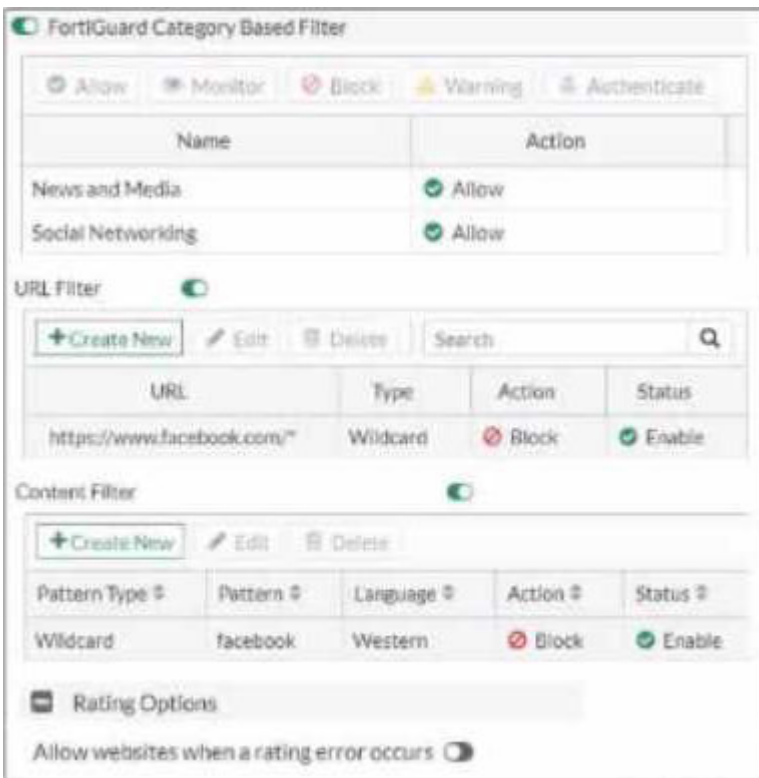 FortiGuard Category Based Filter
Allow Monitor Block Warning Authenticate
Name Action
News and Media Allow
Social Networking Allow
URL Filter
+Create New Edit Delete Search
URL Type Action Status
https://www.facebook.com/* Wildcard Block Enable
Content Filter
+Create New Edit Delete
Pattern Type Pattern Language Action Status
Wildcard facebook Western Block Enable
Rating Options
Allow websites when a rating error occurs